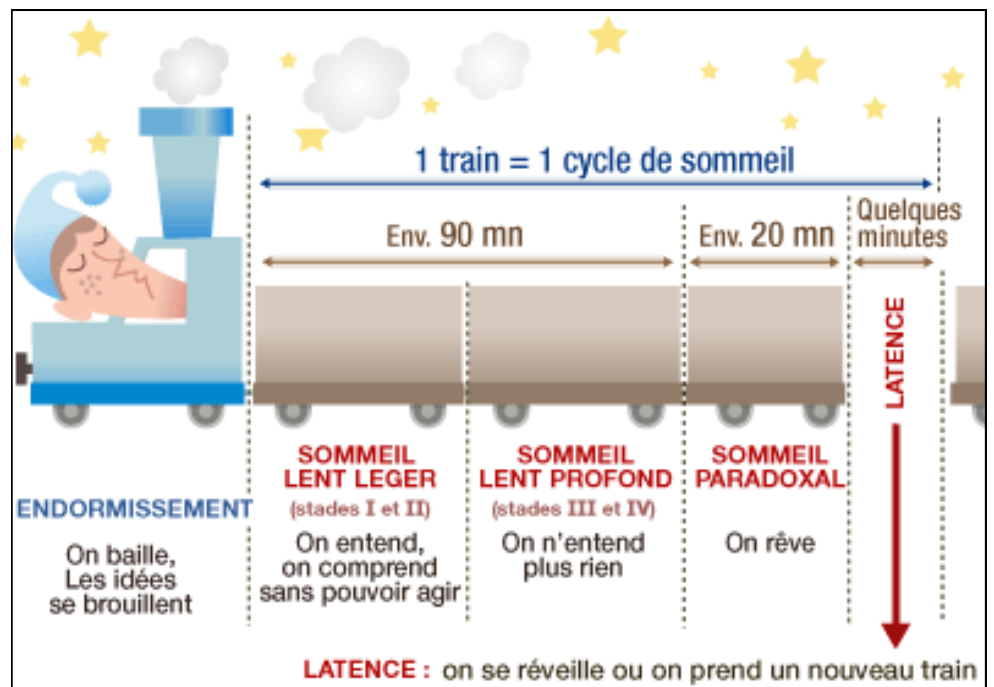 1 train = 1 cycle de sommeil
Env. 90 mn
Env. 20 mn
Quelques
minutes
LATENCE
ENDORMISSEMENT
On baille,
Les idées
se brouillent
SOMMEIL
LENT LEGER
(stades I et II)
On entend,
on comprend
sans pouvoir agir
SOMMEIL
LENT PROFOND
(stades III et IV)
On n'entend
plus rien
SOMMEIL
PARADOXAL
On rêve
LATENCE : on se réveille ou on prend un nouveau train